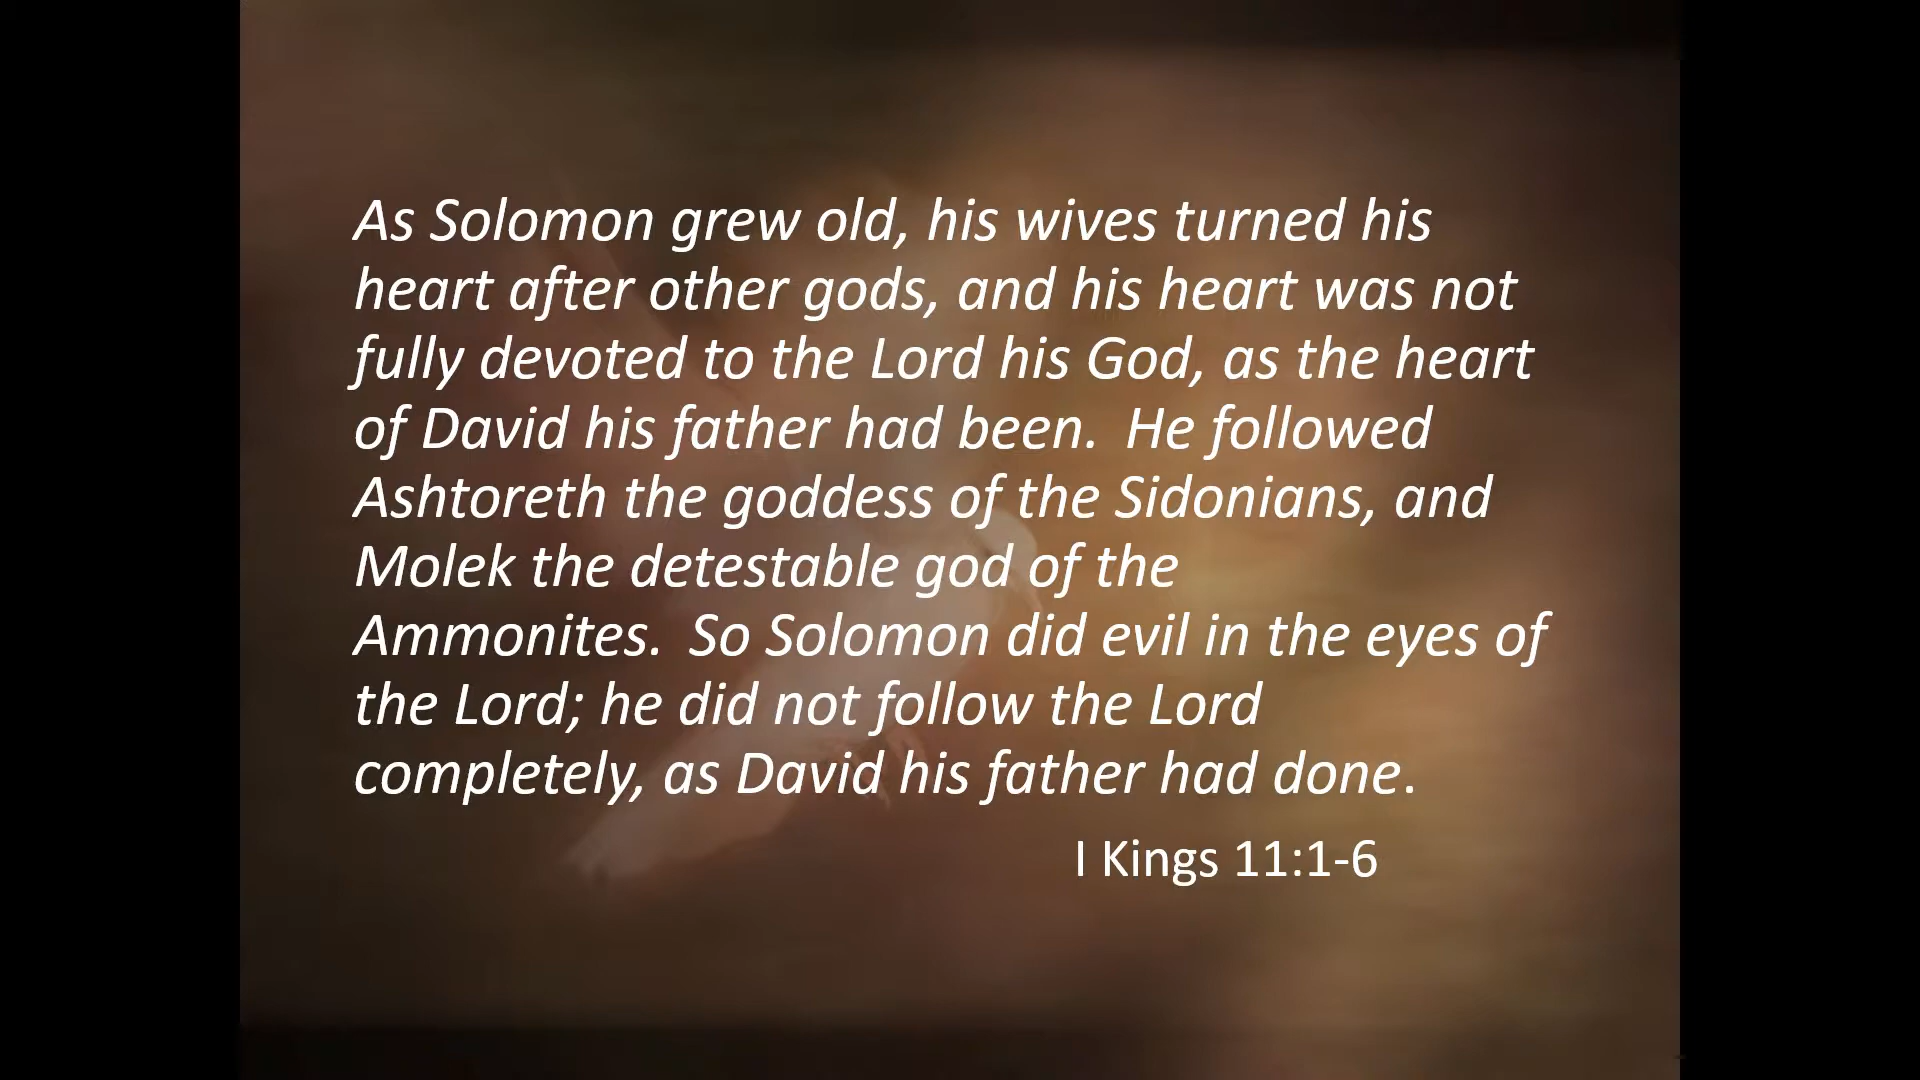 As Solomon grew old, his wives turned his
heart after other gods, and his heart was not
fully devoted to the Lord his God, as the heart
of David his father had been.  He followed
Ashtoreth the goddess of the Sidonians, and
Molek the detestable god of the
Ammonites.  So Solomon did evil in the eyes of
the Lord; he did not follow the Lord
completely, as David his father had done.
I Kings 11:1-6